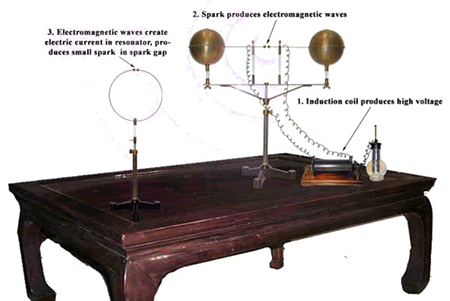 2. Spark produces electromagnetic waves
3. Electromagnetic waves create
electric current in resonator, pro-
duces small spark in spark gap
1. Induction coil produces high voltage